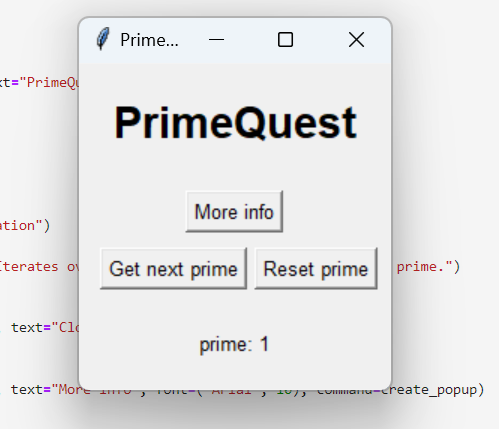 Prime...
xt="PrimeQu
PrimeQuest
More info
ation")
Get next prime Reset prime
Iterates ov prime.")
text="Clo
prime: 1
text="More info", font=("Arial", 10), command=create_popup)